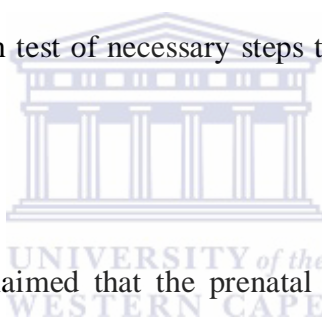 n test of necessary steps t
UNIVERSITY of the
aimed that the prenatal
WESTERN CAPE